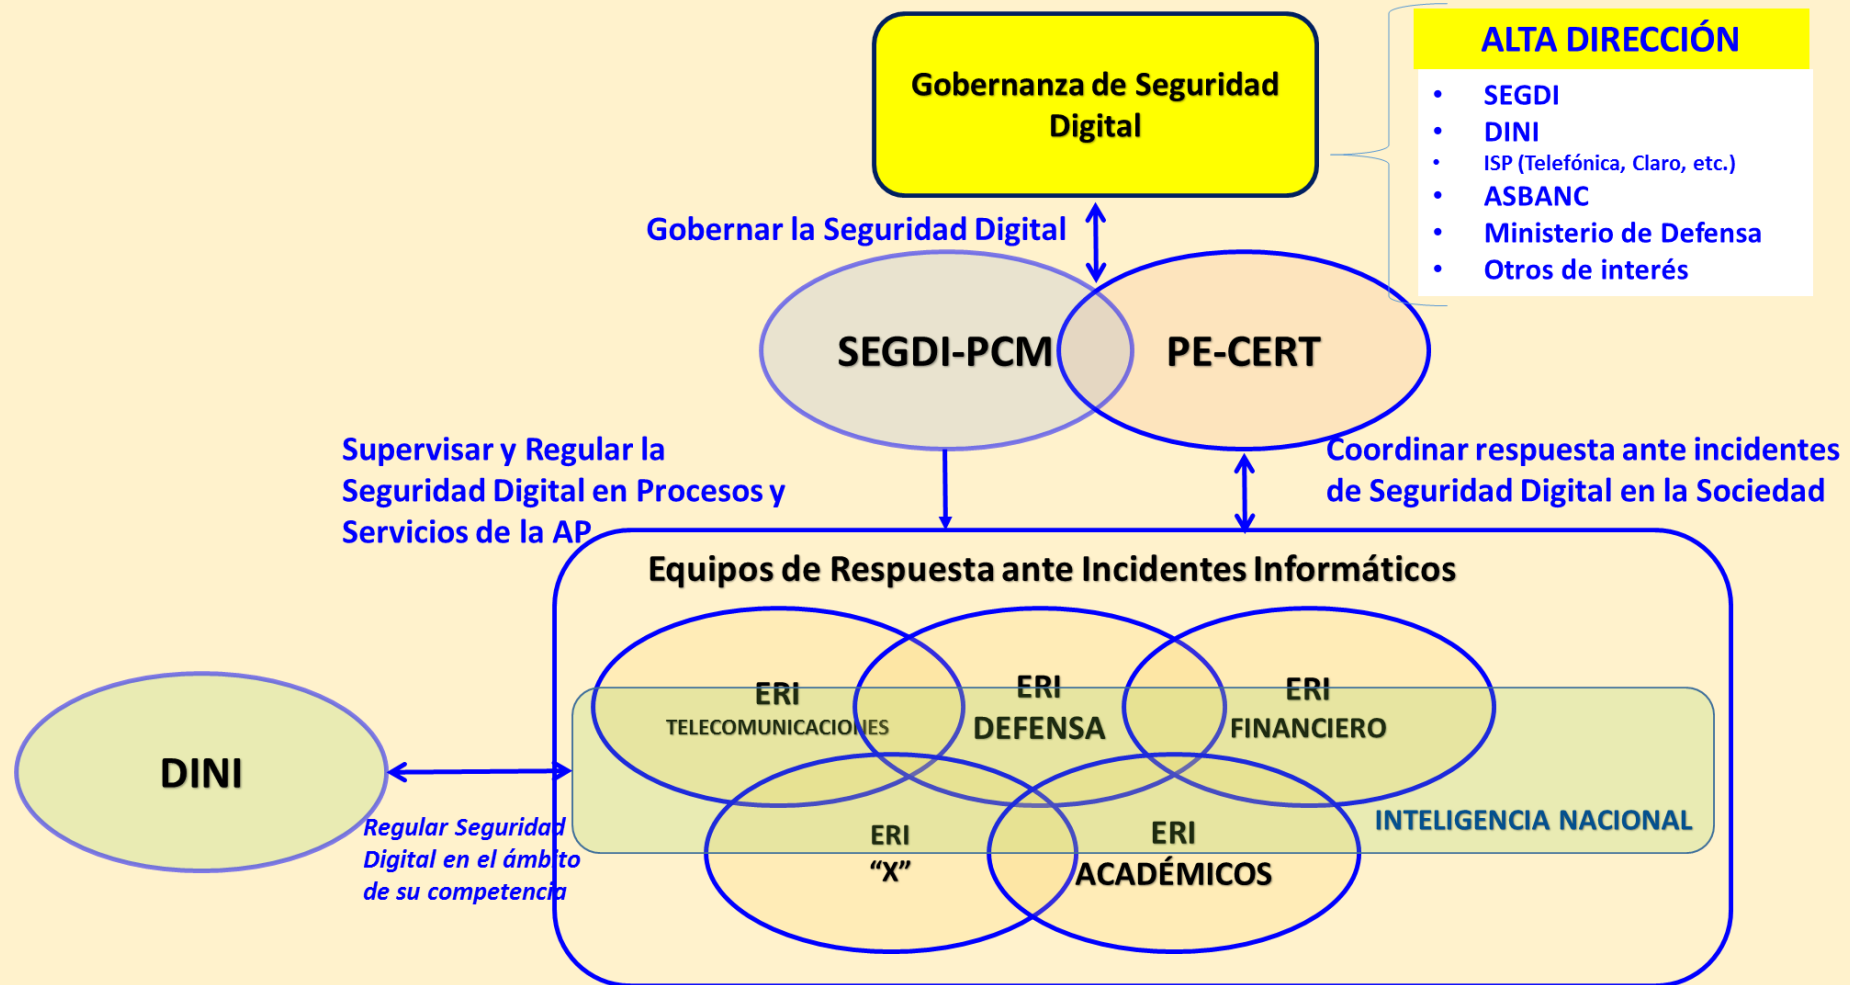 Gobernanza de Seguridad
Digital
ALTA DIRECCIÓN
• SEGDI
• DINI
• ISP (Telefónica, Claro, etc.)
• ASBANC
• Ministerio de Defensa
• Otros de interés
Gobernar la Seguridad Digital
SEGDI-PCM
PE-CERT
Supervisar y Regular la
Seguridad Digital en Procesos y
Servicios de la AP
Coordinar respuesta ante incidentes
de Seguridad Digital en la Sociedad
Equipos de Respuesta ante Incidentes Informáticos
ERI
TELECOMUNICACIONES
ERI
DEFENSA
ERI
FINANCIERO
DINI
Regular Seguridad
Digital en el ámbito
de su competencia
INTELIGENCIA NACIONAL
ERI
“X”
ERI
ACADÉMICOS